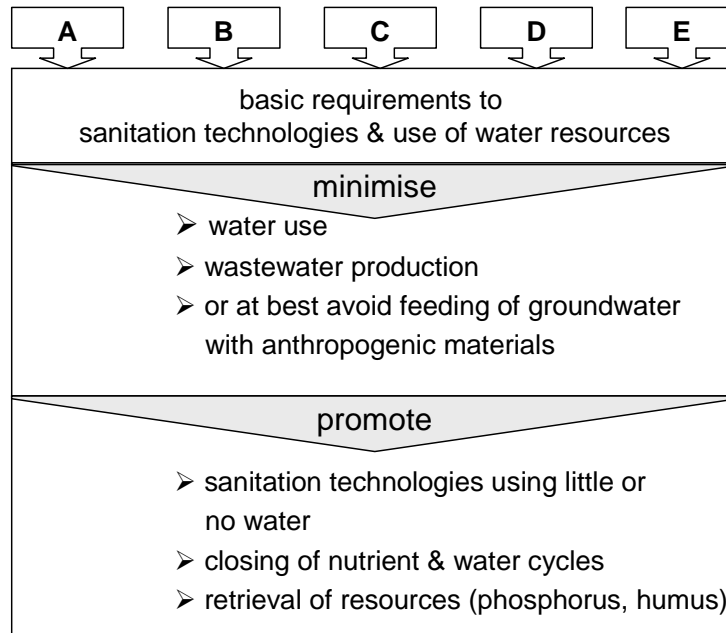 A B C D E
basic requirements to
sanitation technologies & use of water resources
minimise
➢ water use
➢ wastewater production
➢ or at best avoid feeding of groundwater
with anthropogenic materials
promote
➢ sanitation technologies using little or
no water
➢ closing of nutrient & water cycles
➢ retrieval of resources (phosphorus, humus)